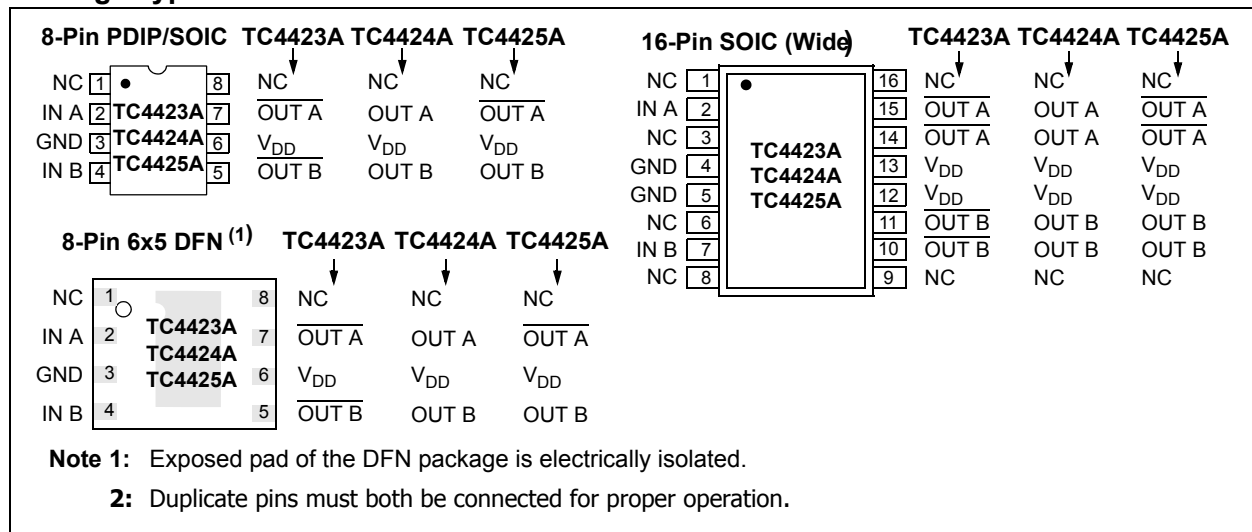 8-Pin PDIP/SOIC TC4423A TC4424A TC4425A
NC 1 8 NC NC NC
IN A 2 TC4423A 7 OUT A OUT A OUT A
GND 3 TC4424A 6 VDD VDD VDD
IN B 4 TC4425A 5 OUT B OUT B OUT B
16-Pin SOIC (Wide) TC4423A TC4424A TC4425A
NC 1 16 NC NC NC
IN A 2 15 OUT A OUT A OUT A
NC 3 14 OUT A OUT A OUT A
GND 4 TC4423A 13 VDD VDD VDD
GND 5 TC4424A 12 VDD VDD VDD
NC 6 TC4425A 11 OUT B OUT B OUT B
IN B 7 10 OUT B OUT B OUT B
NC 8 9 NC NC NC
8-Pin 6x5 DFN (1) TC4423A TC4424A TC4425A
NC 1 8 NC NC NC
IN A 2 TC4423A 7 OUT A OUT A OUT A
GND 3 TC4424A TC4425A 6 VDD VDD VDD
IN B 4 5 OUT B OUT B OUT B
Note 1: Exposed pad of the DFN package is electrically isolated.
2: Duplicate pins must both be connected for proper operation.